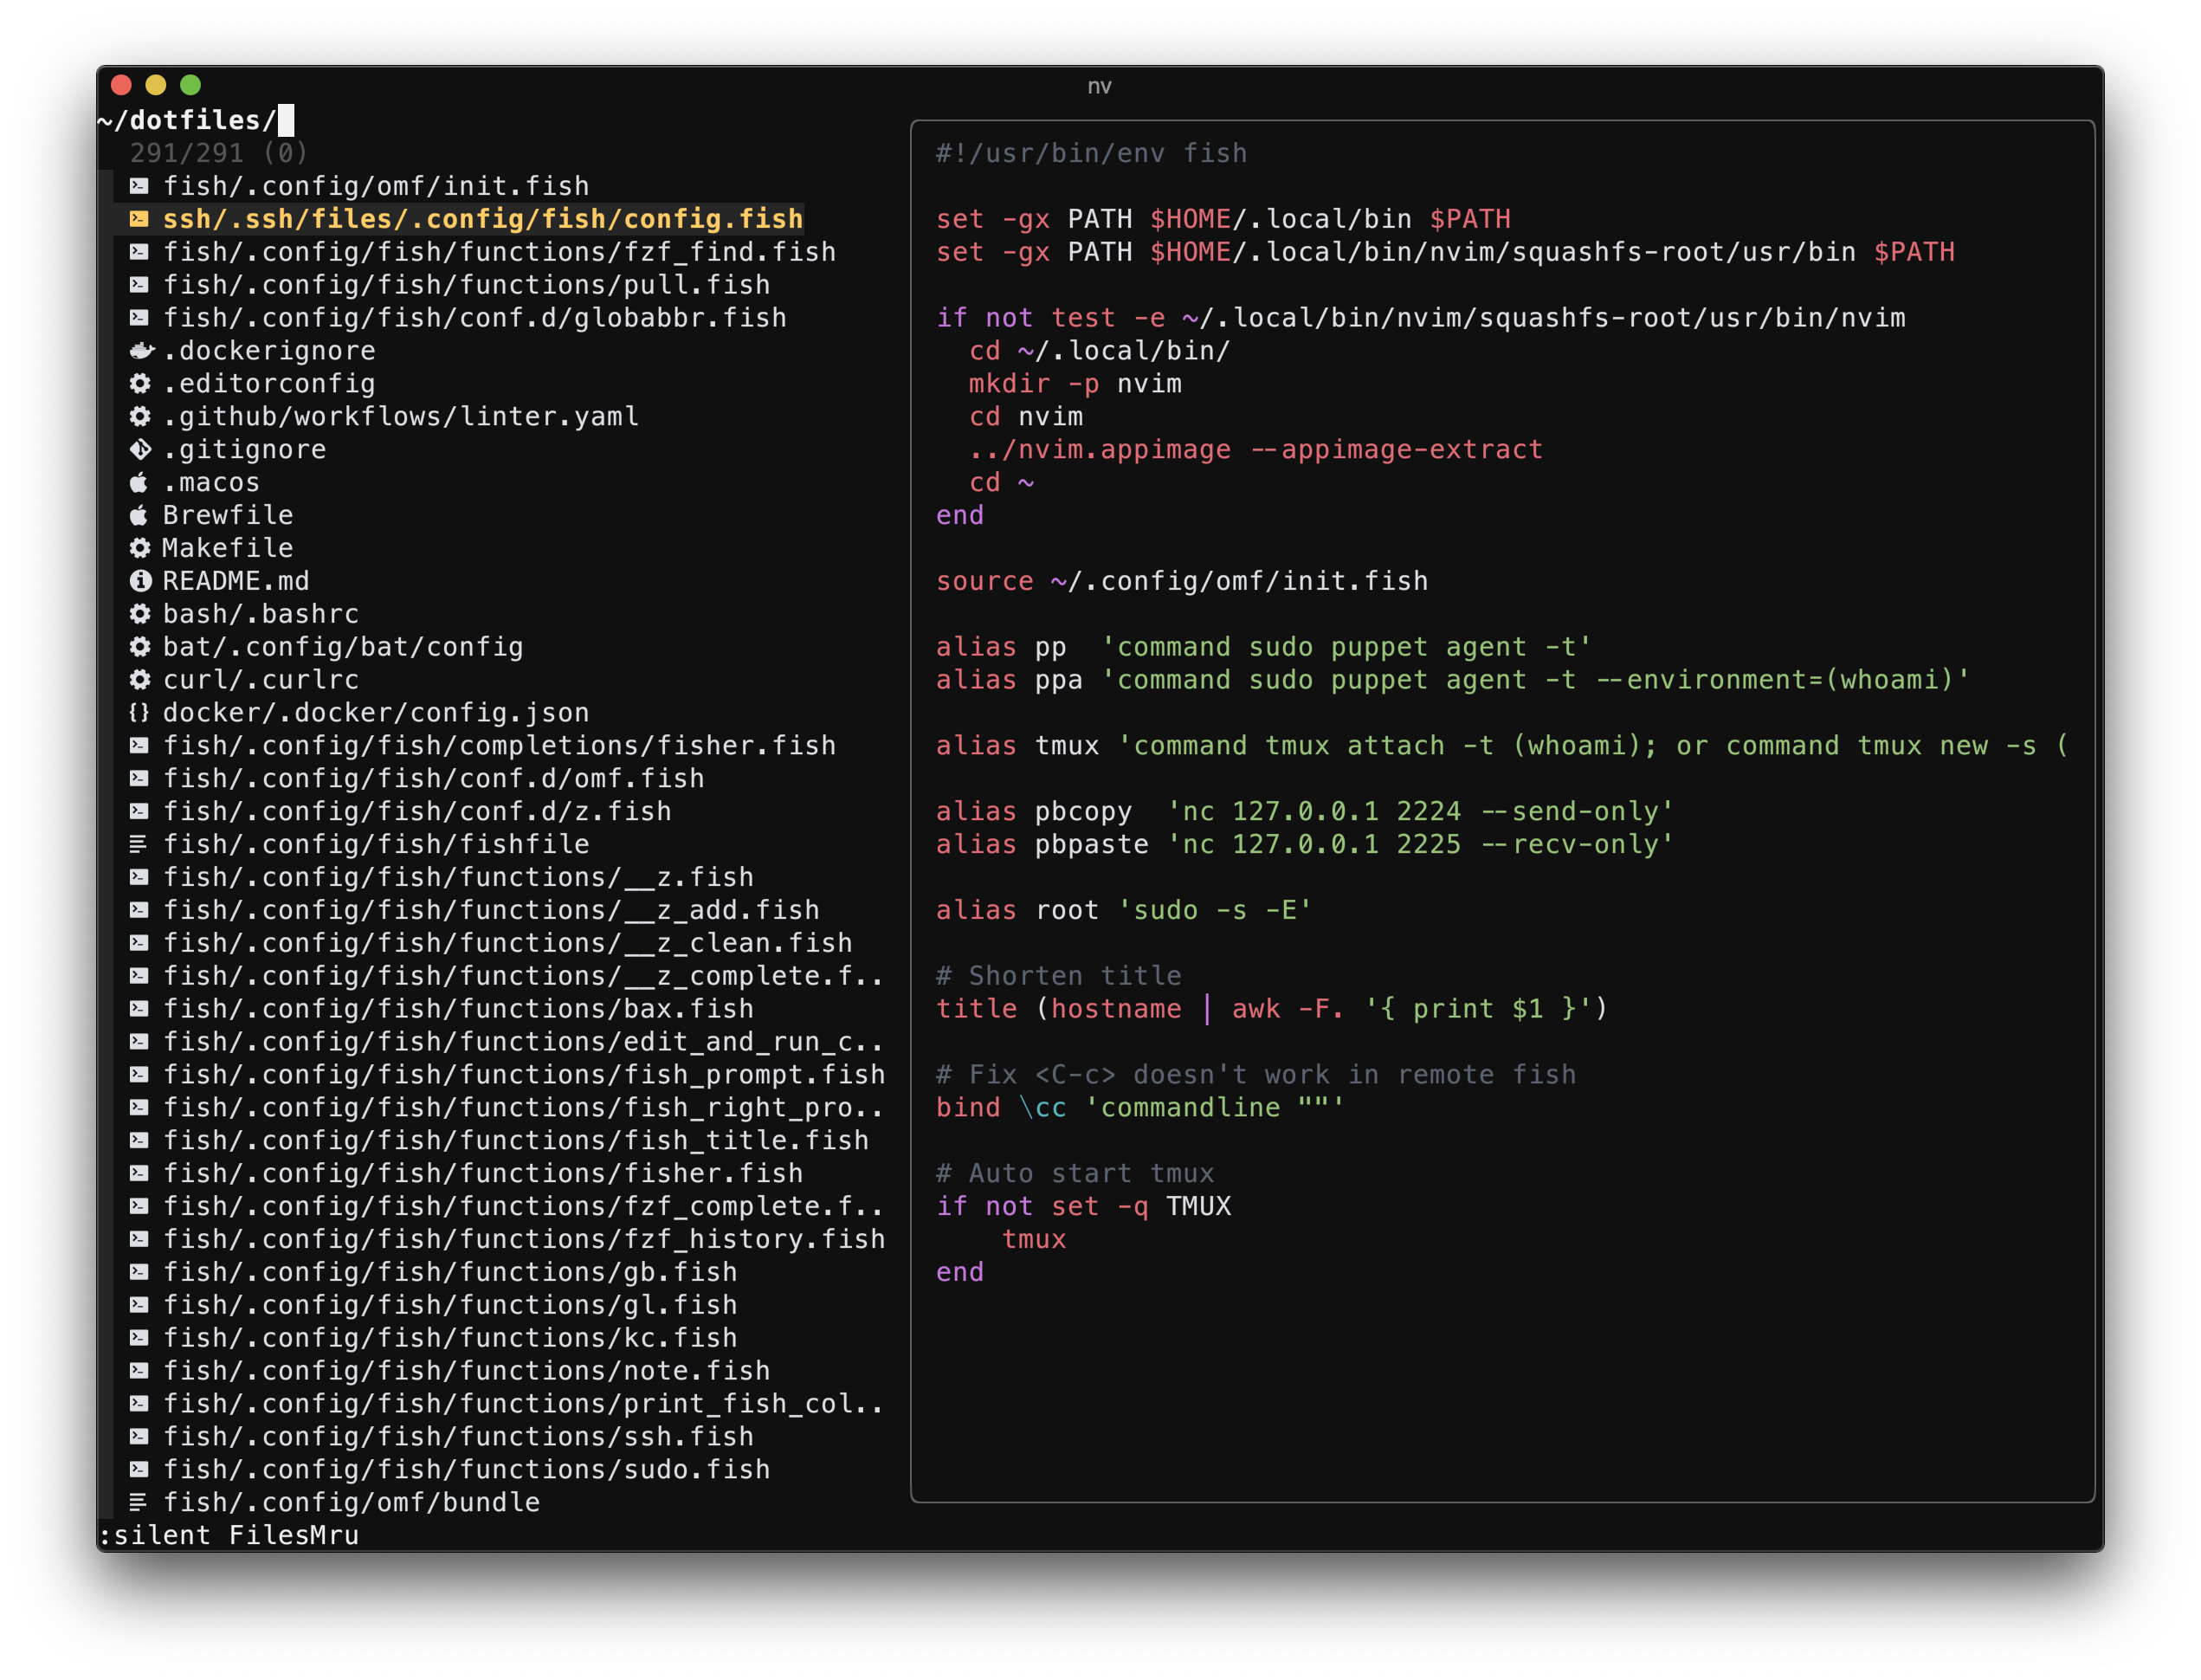 nv
~/dotfiles/
291/291 (0)
fish/.config/omf/init.fish
ssh/.ssh/files/.config/fish/config.fish
fish/.config/fish/functions/fzf_find.fish
fish/.config/fish/functions/pull.fish
fish/.config/fish/conf.d/globabbr.fish
.dockerignore
.editorconfig
.github/workflows/linter.yaml
.gitignore
.macos
Brewfile
Makefile
README.md
bash/.bashrc
bat/.config/bat/config
curl/.curlrc
docker/.docker/config.json
fish/.config/fish/completions/fisher.fish
fish/.config/fish/conf.d/omf.fish
fish/.config/fish/conf.d/z.fish
fish/.config/fish/fishfile
fish/.config/fish/functions/__z.fish
fish/.config/fish/functions/__z_add.fish
fish/.config/fish/functions/__z_clean.fish
fish/.config/fish/functions/__z_complete.f..
fish/.config/fish/functions/bax.fish
fish/.config/fish/functions/edit_and_run_c..
fish/.config/fish/functions/fish_prompt.fish
fish/.config/fish/functions/fish_right_pro..
fish/.config/fish/functions/fish_title.fish
fish/.config/fish/functions/fisher.fish
fish/.config/fish/functions/fzf_complete.f..
fish/.config/fish/functions/fzf_history.fish
fish/.config/fish/functions/gb.fish
fish/.config/fish/functions/gl.fish
fish/.config/fish/functions/kc.fish
fish/.config/fish/functions/note.fish
fish/.config/fish/functions/print_fish_col..
fish/.config/fish/functions/ssh.fish
fish/.config/fish/functions/sudo.fish
fish/.config/omf/bundle
#!/usr/bin/env fish
set -gx PATH $HOME/.local/bin $PATH
set -gx PATH $HOME/.local/bin/nvim/squashfs-root/usr/bin $PATH
if not test -e ~/.local/bin/nvim/squashfs-root/usr/bin/nvim
  cd ~/.local/bin/
  mkdir -p nvim
  cd nvim
  ../nvim.appimage --appimage-extract
  cd ~
end
source ~/.config/omf/init.fish
alias pp  'command sudo puppet agent -t'
alias ppa 'command sudo puppet agent -t --environment=(whoami)'
alias tmux 'command tmux attach -t (whoami); or command tmux new -s (
alias pbcopy  'nc 127.0.0.1 2224 --send-only'
alias pbpaste 'nc 127.0.0.1 2225 --recv-only'
alias root 'sudo -s -E'
# Shorten title
title (hostname | awk -F. '{ print $1 }')
# Fix <C-c> doesn't work in remote fish
bind \cc 'commandline ""'
# Auto start tmux
if not set -q TMUX
    tmux
end
:silent FilesMru